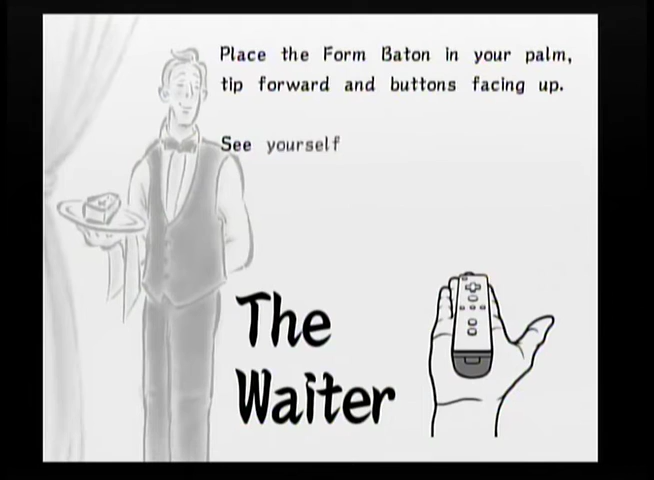 Place the Form Baton in your palm,
tip forward and buttons facing up.
See yourself
The
Waiter